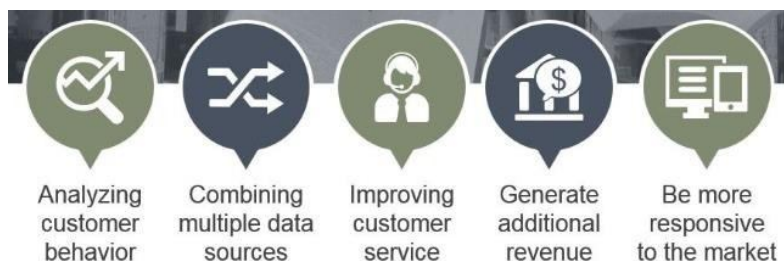 Analyzing
customer
behavior
Combining
multiple data
sources
Improving
customer
service
$
Generate
additional
revenue
Be more
responsive
to the market